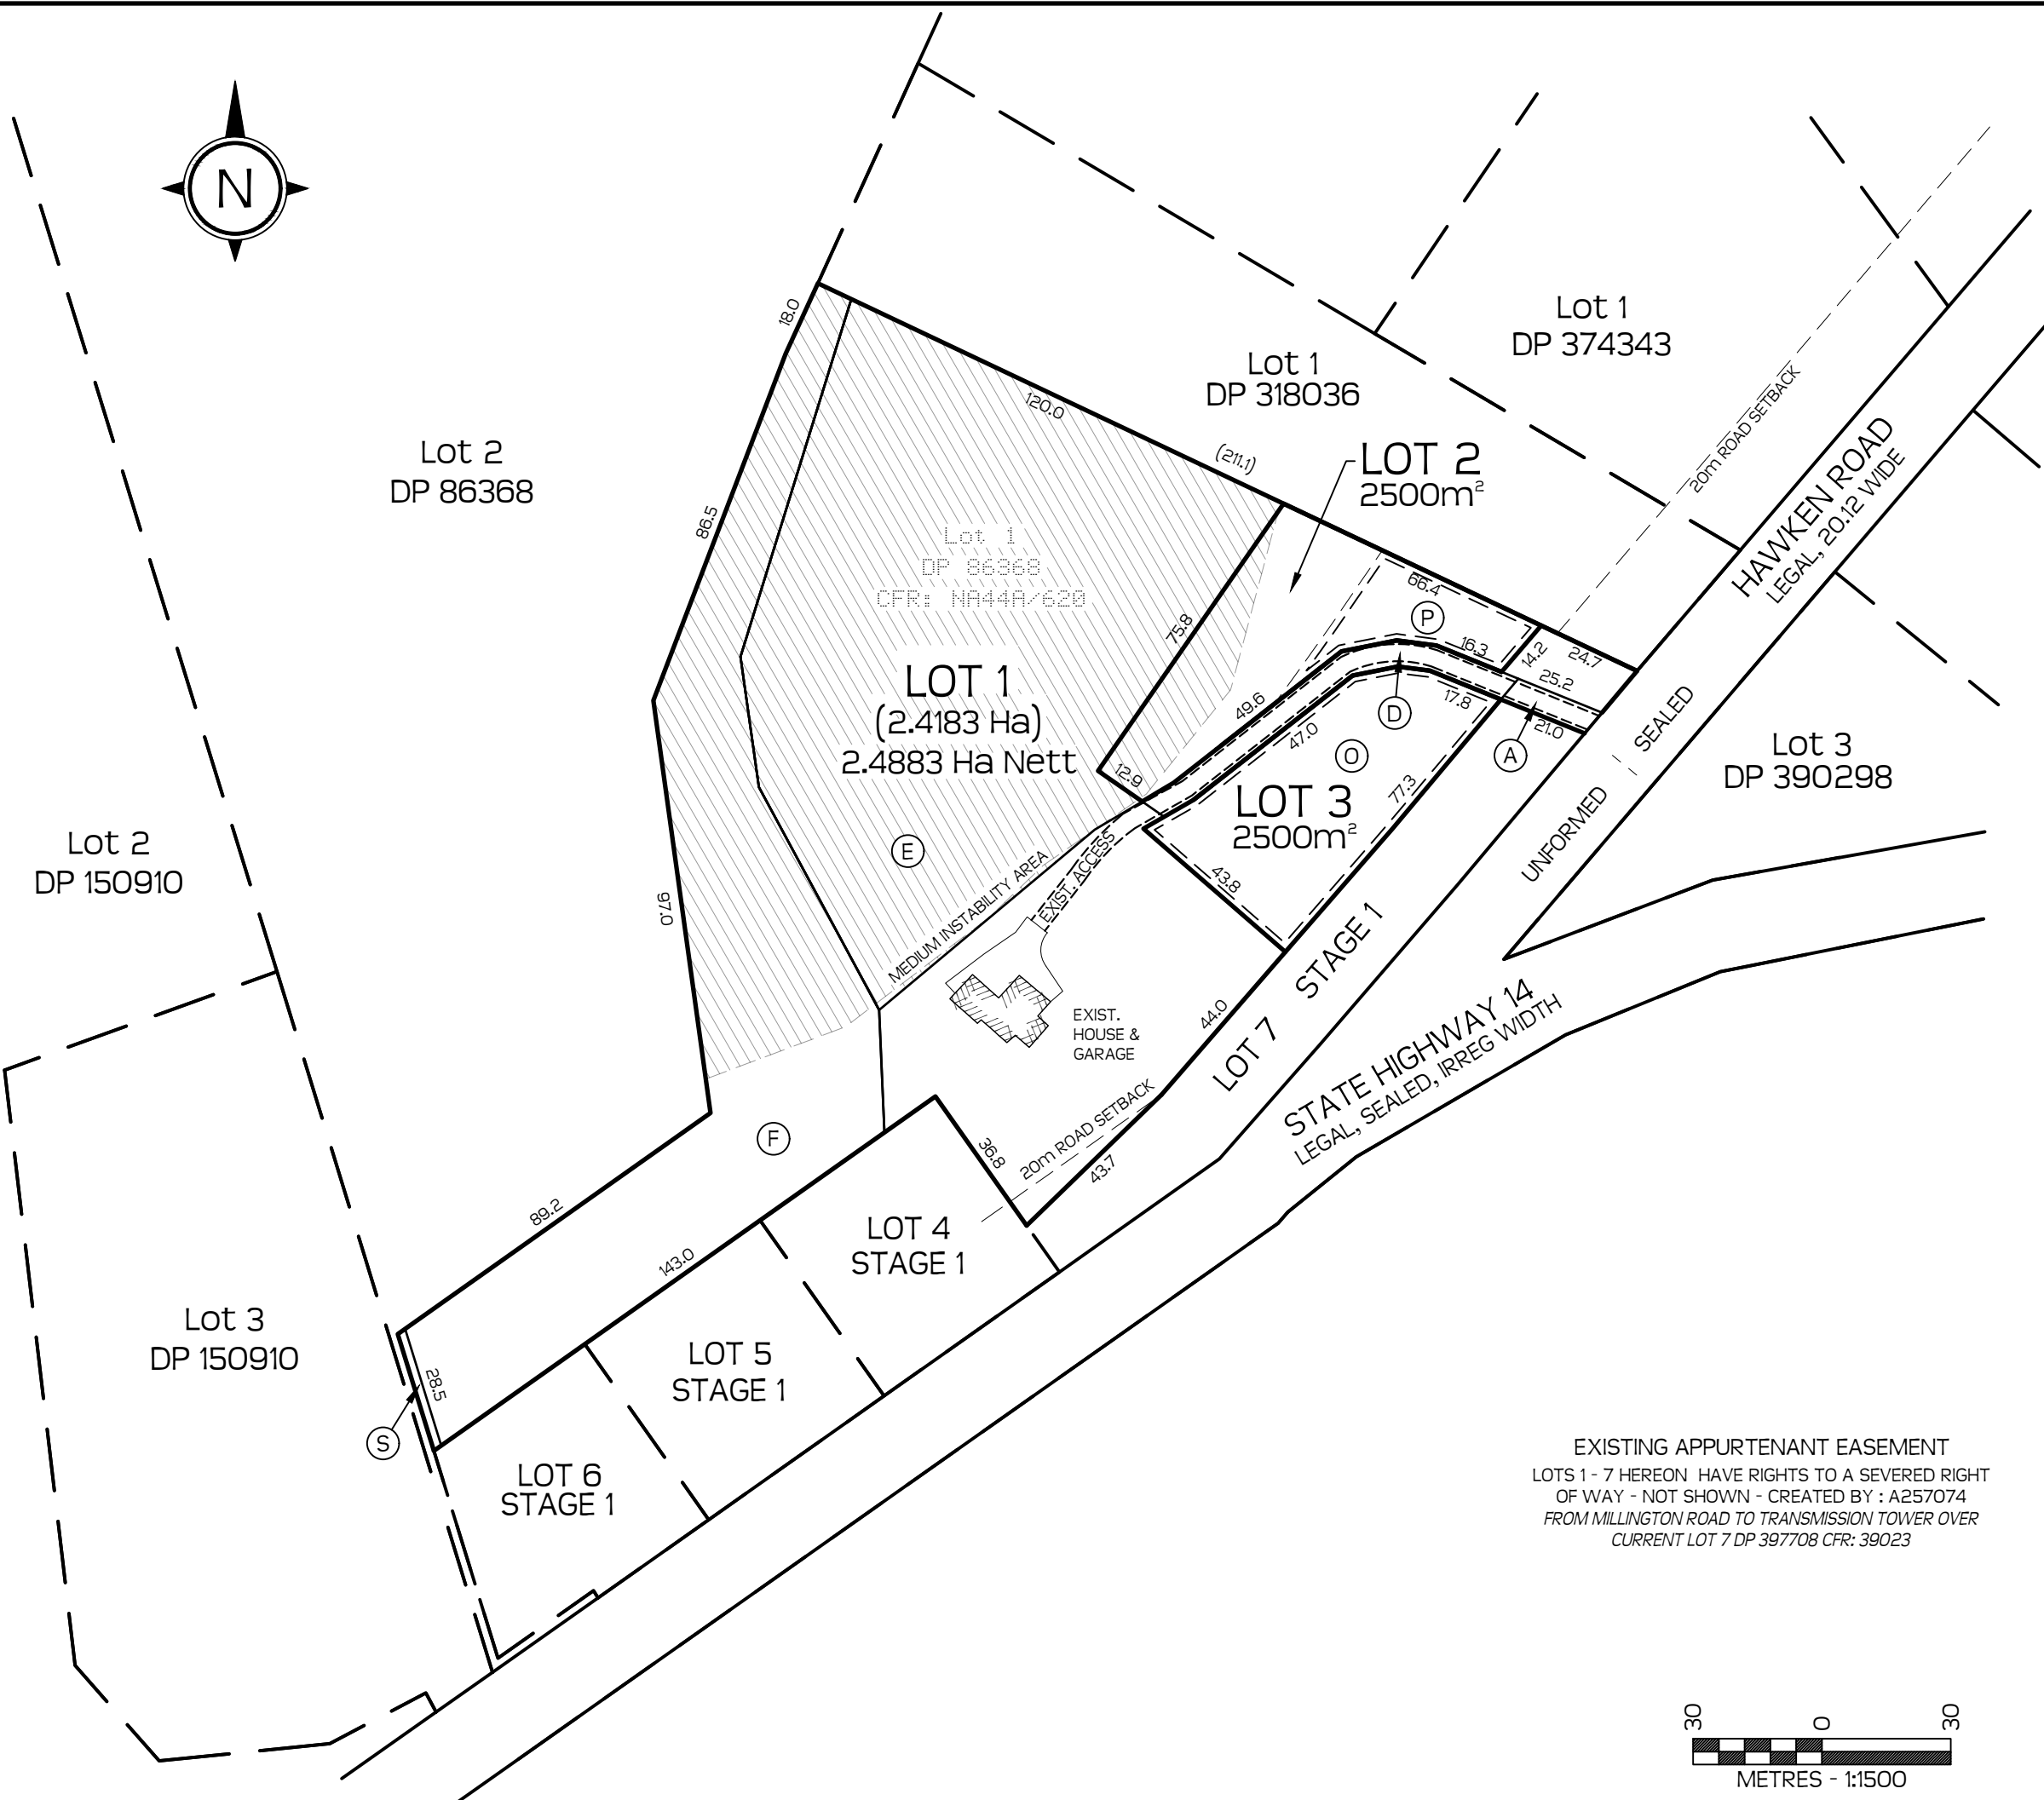 N
18.0
Lot 1
DP 374343
Lot 1
DP 318036
20m ROAD SETBACK
120.0
(211.1)
LOT 2
2500m²
HAWKEN ROAD
LEGAL, 20.12 WIDE
Lot 2
DP 86368
86.5
Lot 1
DP 86368
CFR: NA44A/620
66.4
P
75.8
16.3
14.2
24.7
25.2
LOT 1
(2.4183 Ha)
2.4883 Ha Nett
49.6
D
17.8
21.0
47.0
O
A
UNFORMED | SEALED
Lot 3
DP 390298
12.9
77.3
LOT 3
2500m²
Lot 2
DP 150910
E
97.0
MEDIUM INSTABILITY AREA
EXIST. ACCESS
43.8
EXIST.
HOUSE &
GARAGE
44.0
LOT 7 STAGE 1
STATE HIGHWAY 14
LEGAL, SEALED, IRREG WIDTH
F
36.8
20m ROAD SETBACK
43.7
89.2
143.0
LOT 4
STAGE 1
Lot 3
DP 150910
28.5
S
LOT 5
STAGE 1
LOT 6
STAGE 1
EXISTING APPURTENANT EASEMENT
LOTS 1 - 7 HEREON HAVE RIGHTS TO A SEVERED RIGHT
OF WAY - NOT SHOWN - CREATED BY : A257074
FROM MILLINGTON ROAD TO TRANSMISSION TOWER OVER
CURRENT LOT 7 DP 397708 CFR: 39023
30 0 30
METRES - 1:1500